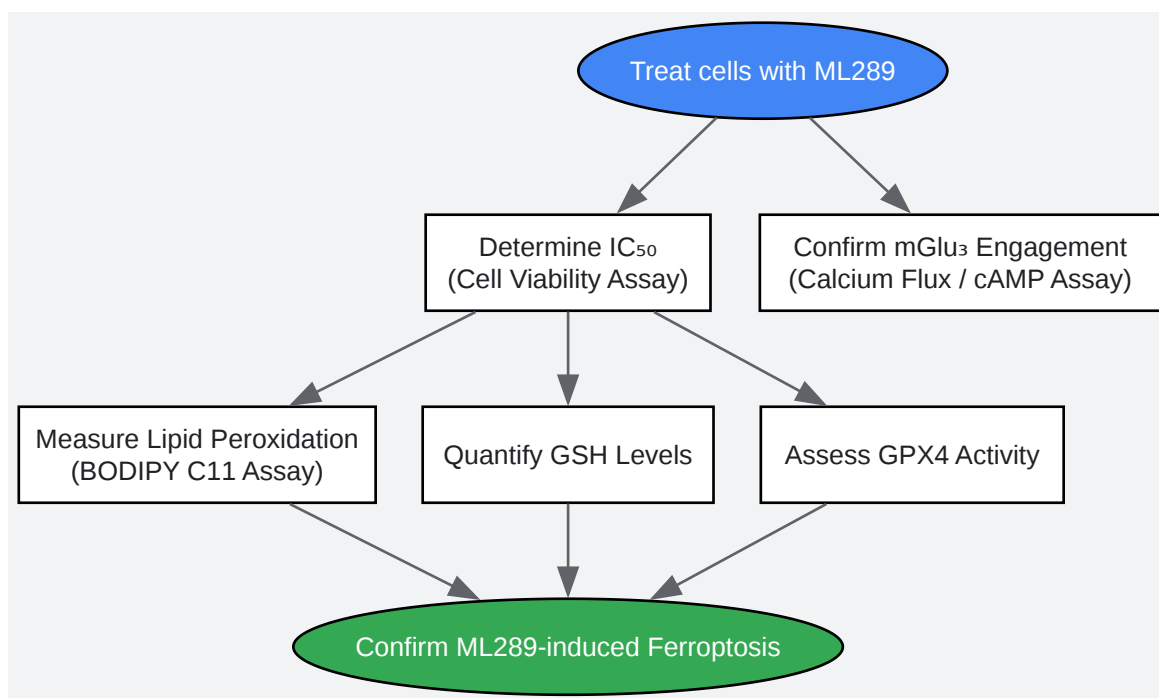 Treat cells with ML289
Determine IC₅₀
(Cell Viability Assay)
Confirm mGlu₃ Engagement
(Calcium Flux / cAMP Assay)
Measure Lipid Peroxidation
(BODIPY C11 Assay)
Quantify GSH Levels
Assess GPX4 Activity
Confirm ML289-induced Ferroptosis